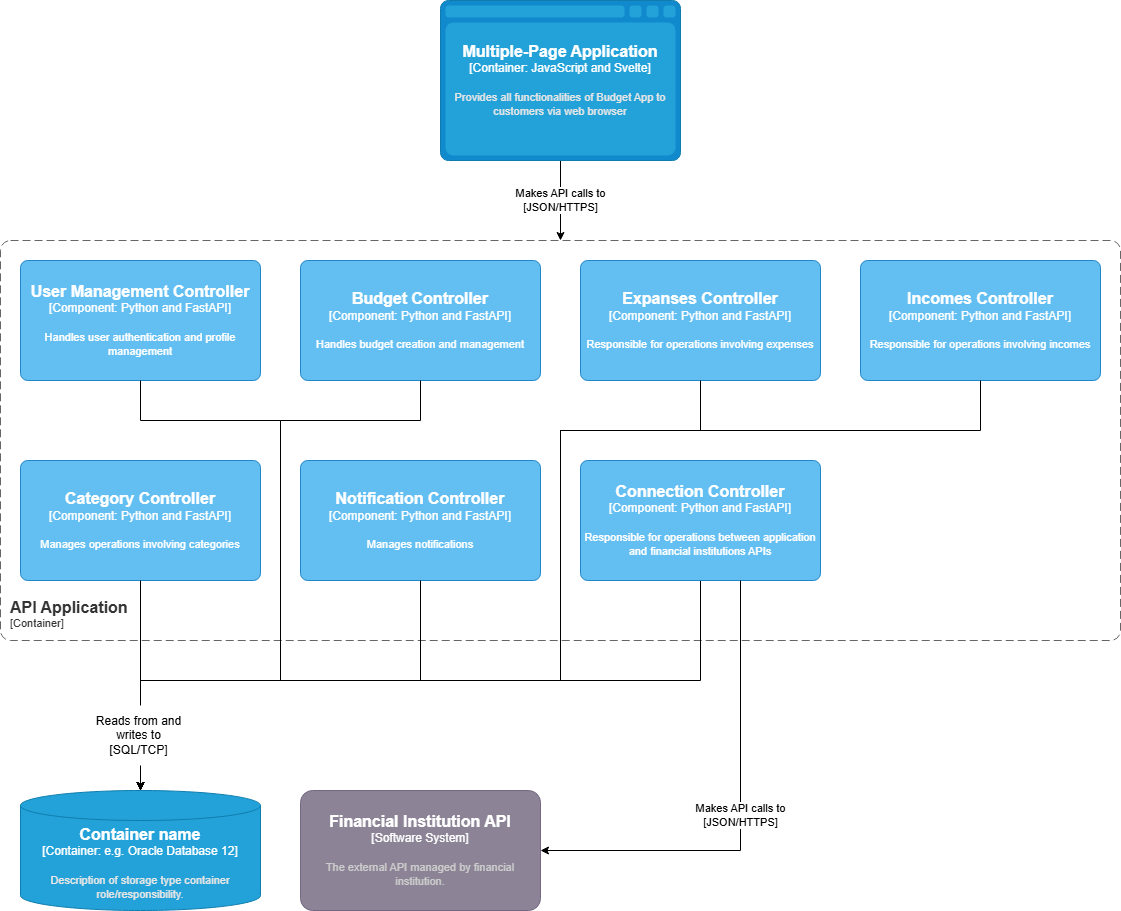 Multiple-Page Application
[Container: JavaScript and Svelte]
Provides all functionalities of Budget App to
customers via web browser
Makes API calls to
[JSON/HTTPS]
User Management Controller
[Component: Python and FastAPI]
Handles user authentication and profile
management
Budget Controller
[Component: Python and FastAPI]
Handles budget creation and management
Expanses Controller
[Component: Python and FastAPI]
Responsible for operations involving expenses
Incomes Controller
[Component: Python and FastAPI]
Responsible for operations involving incomes
Category Controller
[Component: Python and FastAPI]
Manages operations involving categories
Notification Controller
[Component: Python and FastAPI]
Manages notifications
Connection Controller
[Component: Python and FastAPI]
Responsible for operations between application
and financial institutions APIs
API Application
[Container]
Reads from and
writes to
[SQL/TCP]
Makes API calls to
[JSON/HTTPS]
Container name
[Container: e.g. Oracle Database 12]
Description of storage type container
role/responsibility.
Financial Institution API
[Software System]
The external API managed by financial
institution.